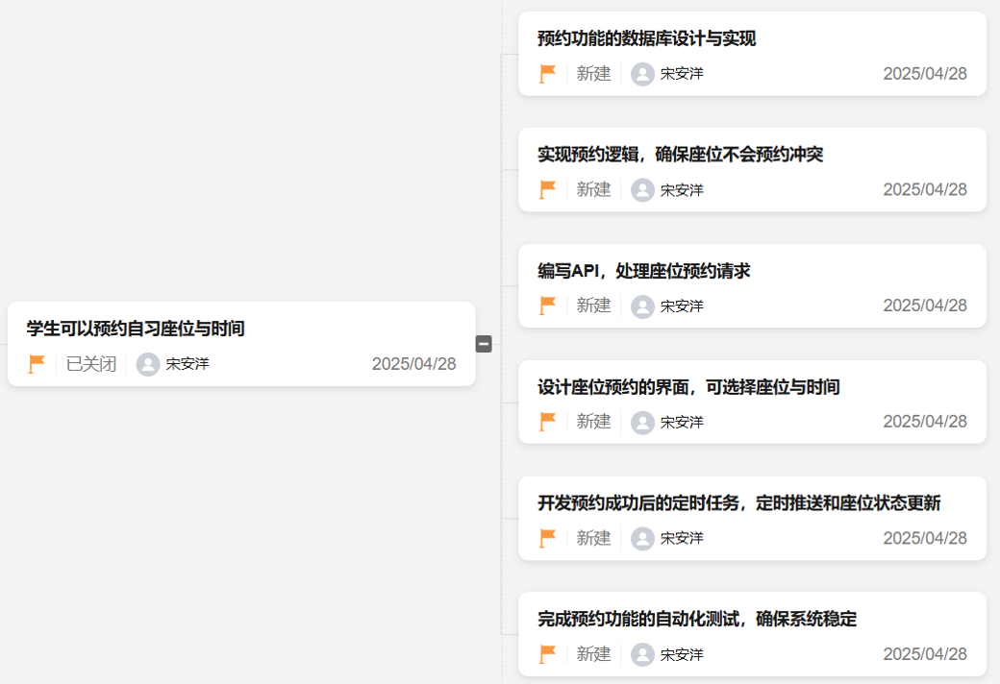 学生可以预约自习座位与时间
已关闭 宋安洋 2025/04/28
预约功能的数据库设计与实现
新建 宋安洋 2025/04/28
实现预约逻辑，确保座位不会预约冲突
新建 宋安洋 2025/04/28
编写API，处理座位预约请求
新建 宋安洋 2025/04/28
设计座位预约的界面，可选择座位与时间
新建 宋安洋 2025/04/28
开发预约成功后的定时任务，定时推送和座位状态更新
新建 宋安洋 2025/04/28
完成预约功能的自动化测试，确保系统稳定
新建 宋安洋 2025/04/28